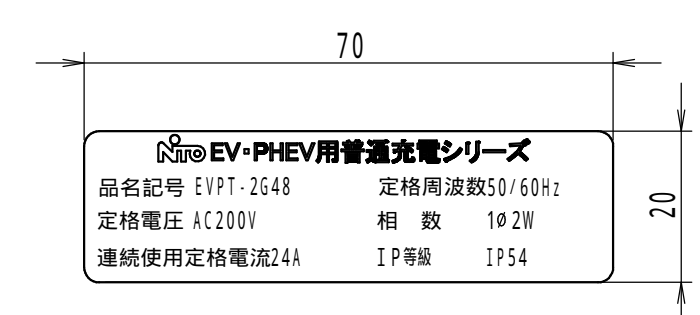 70
NITO EV・PHEV用普通充電シリーズ
品名記号 EVPT-2G48 定格周波数50/60Hz
定格電圧 AC200V 相 数 1ø2W
連続使用定格電流24A IP等級 IP54
20